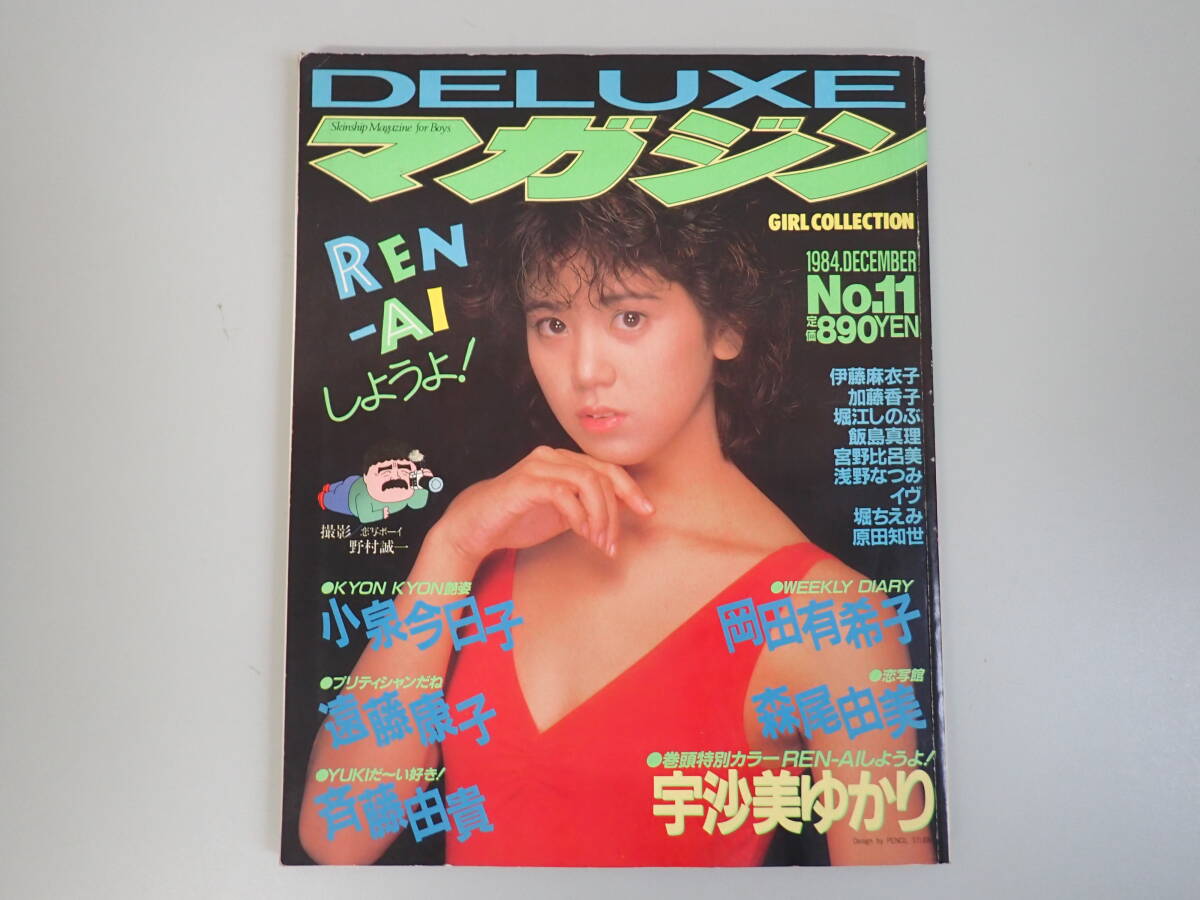 DELUXE
Skinship Magazine for Boys
マガジン
GIRL COLLECTION
1984.DECEMBER
No.11
定価890YEN
REN
-AI
しようよ!
伊藤麻衣子
加藤香子
堀江しのぶ
飯島真理
宮野比呂美
浅野なつみ
イヴ
堀ちえみ
原田知世
撮影 恋写ボーイ
野村誠一
●KYON KYON艶姿
小泉今日子
●WEEKLY DIARY
岡田有希子
●プリティシャンだね
遠藤康子
●恋写館
森尾由美
●YUKIだ〜い好き!
斉藤由貴
●巻頭特別カラーREN-AIしようよ!
宇沙美ゆかり
Design by PENCIL STUDIO